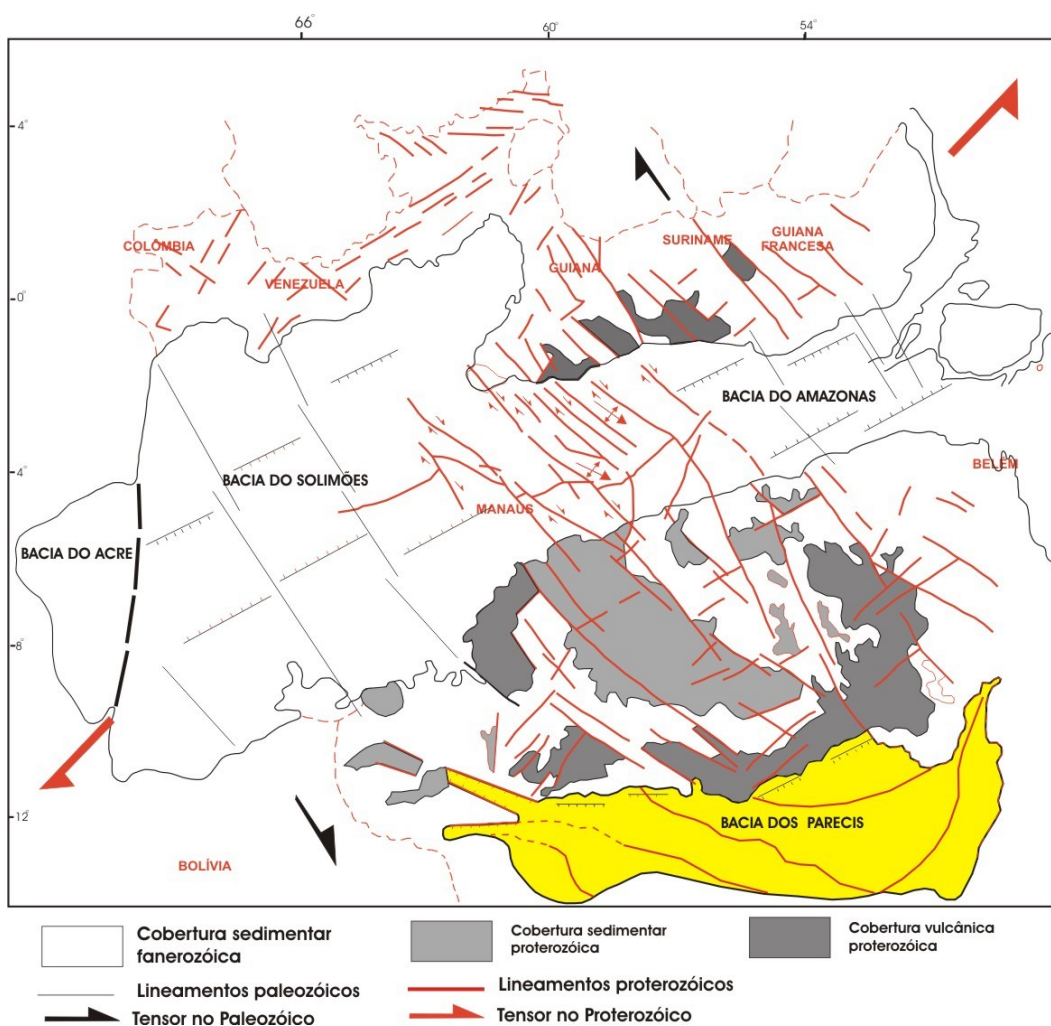 66°
60°
54°
4°
COLÔMBIA
VENEZUELA
GUIANA
SURINAME
GUIANA
FRANCESA
0°
BACIA DO AMAZONAS
BELÉM
4°
BACIA DO SOLIMÕES
MANAUS
BACIA DO ACRE
8°
12°
BACIA DOS PARECIS
BOLÍVIA
Cobertura sedimentar
fanerozóica
Cobertura sedimentar
proterozóica
Cobertura vulcânica
proterozóica
Lineamentos paleozóicos
Lineamentos proterozóicos
Tensor no Paleozóico
Tensor no Proterozóico